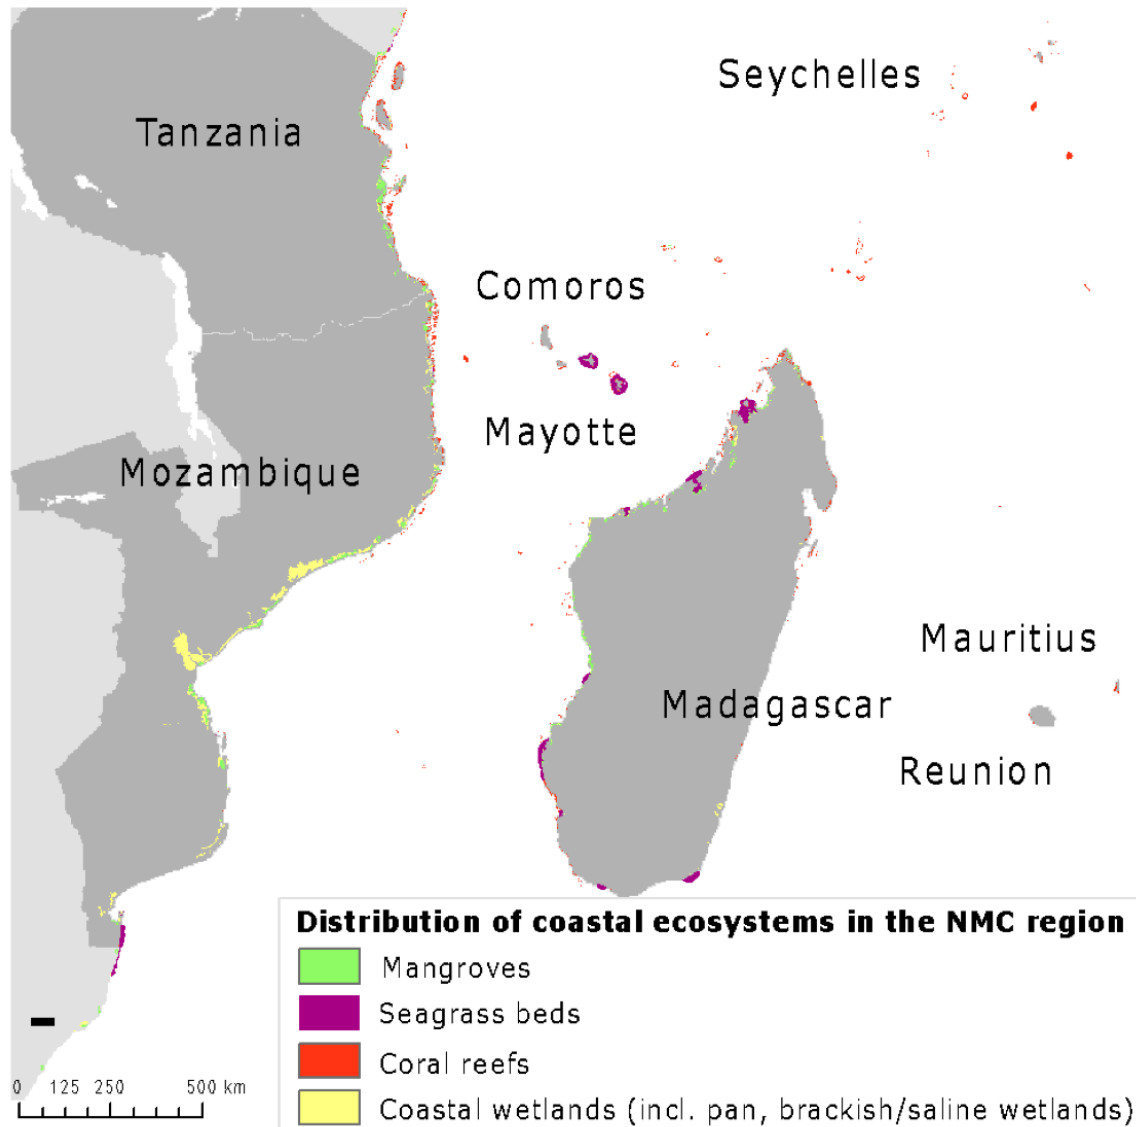 Seychelles
Tanzania
Comoros
Mayotte
Mozambique
Mauritius
Madagascar
Reunion
Distribution of coastal ecosystems in the NMC region
Mangroves
Seagrass beds
Coral reefs
Coastal wetlands (incl. pan, brackish/saline wetlands)
0 125 250 500 km